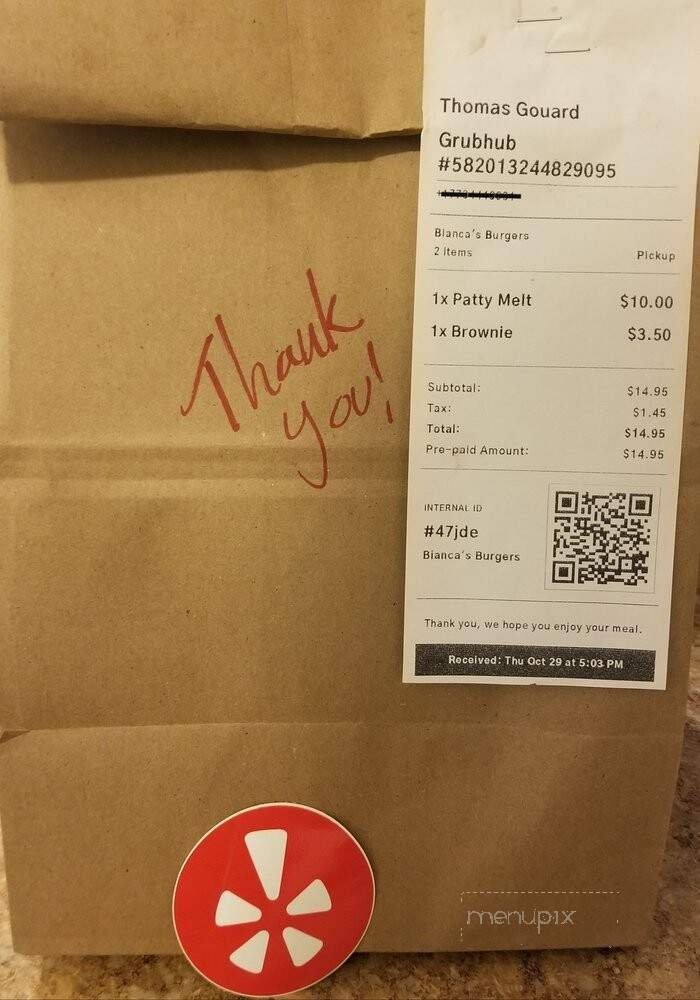 Thomas Gouard
Grubhub
#582013244829095
Bianca's Burgers
2 Items Pickup
1x Patty Melt $10.00
1x Brownie $3.50
Subtotal: $14.95
Tax: $1.45
Total: $14.95
Pre-paid Amount: $14.95
INTERNAL ID
#47jde
Bianca's Burgers
Thank you, we hope you enjoy your meal.
Received: Thu Oct 29 at 5:03 PM
Thank
you!
menupix